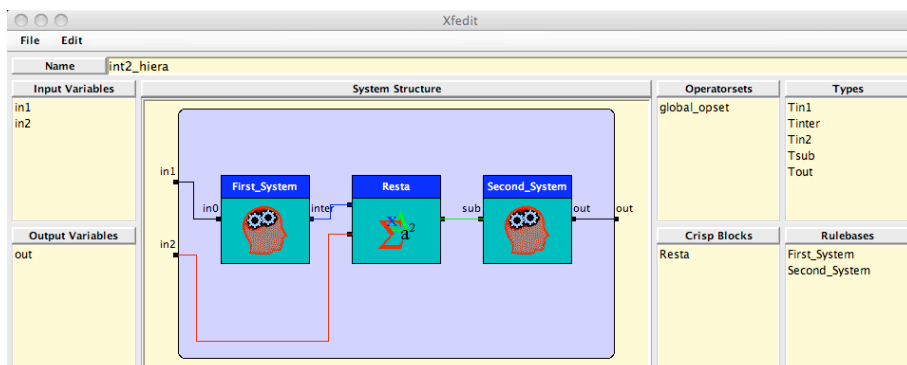 Xfedit
File Edit
Name int2_hiera
Input Variables
in1
in2
Output Variables
out
System Structure
in1
in2
First_System
in0
inter
Resta
Σ x a²
sub
Second_System
out
out
Operatorsets
global_opset
Types
Tin1
Tinter
Tin2
Tsub
Tout
Crisp Blocks
Resta
Rulebases
First_System
Second_System